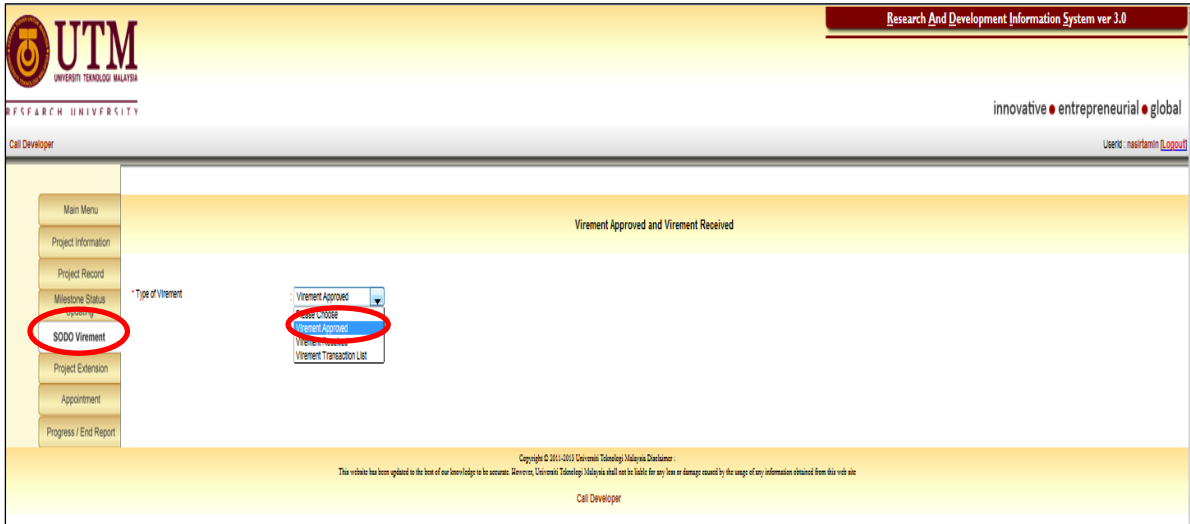 Research And Development Information System ver 3.0
UTM
UNIVERSITI TEKNOLOGI MALAYSIA
RESEARCH UNIVERSITY
innovative ● entrepreneurial ● global
Call Developer
UserId : nasirtamin [Logout]
Main Menu
Virement Approved and Virement Received
Project Information
Project Record
Milestone Status
Updating
* Type of Virement : Virement Approved
Please Choose
Virement Approved
Virement Received
Virement Transaction List
SODO Virement
Project Extension
Appointment
Progress / End Report
Copyright © 2011-2013 Universiti Teknologi Malaysia Disclaimer :
This website has been updated to the best of our knowledge to be accurate. However, Universiti Teknologi Malaysia shall not be liable for any loss or damage caused by the usage of any information obtained from this web site
Call Developer